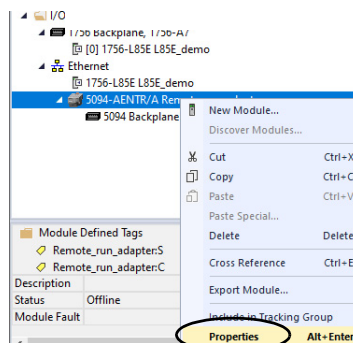 I/O
1756 Backplane, 1756-A7
[0] 1756-L85E L85E_demo
Ethernet
1756-L85E L85E_demo
5094-AENTR/A
5094 Backplane
New Module...
Discover Modules...
Cut Ctrl+X
Copy Ctrl+C
Paste Ctrl+V
Paste Special...
Delete Delete
Cross Reference Ctrl+E
Export Module...
Include in Tracking Group
Properties Alt+Enter
Module Defined Tags
Remote_run_adapter:S
Remote_run_adapter:C
Description
Status Offline
Module Fault